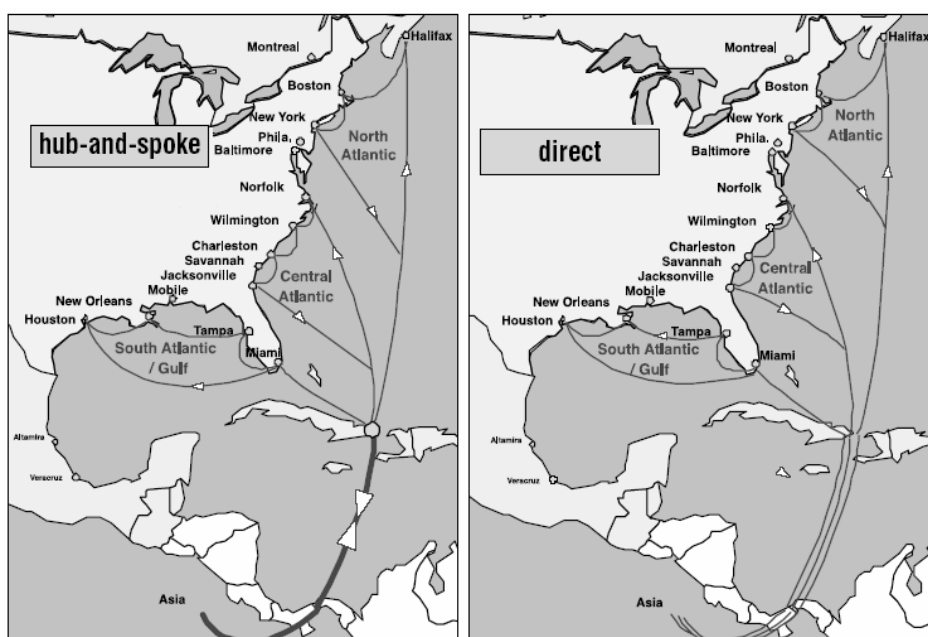 Halifax
Montreal
Boston
New York
North
Atlantic
hub-and-spoke
Phila.
Baltimore
Norfolk
Wilmington
Charleston
Savannah
Jacksonville
Central
Atlantic
Mobile
New Orleans
Houston
Tampa
South Atlantic
/ Gulf
Miami
Altamira
Veracruz
Asia
Halifax
Montreal
Boston
New York
North
Atlantic
direct
Phila.
Baltimore
Norfolk
Wilmington
Charleston
Savannah
Jacksonville
Central
Atlantic
Mobile
New Orleans
Houston
Tampa
South Atlantic
/ Gulf
Miami
Altamira
Veracruz
Asia